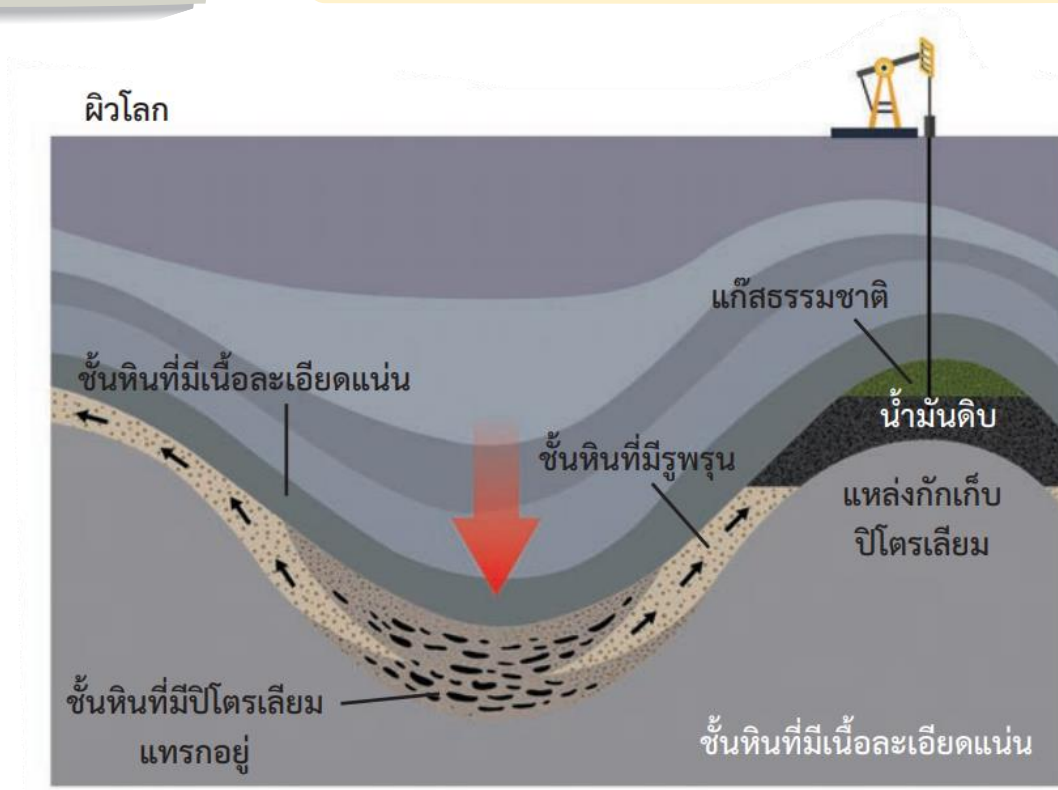 ผิวโลก
แก๊สธรรมชาติ
ชั้นหินที่มีเนื้อละเอียดแน่น
น้ำมันดิบ
ชั้นหินที่มีรูพรุน
แหล่งกักเก็บ
ปิโตรเลียม
ชั้นหินที่มีปิโตรเลียม
แทรกอยู่
ชั้นหินที่มีเนื้อละเอียดแน่น